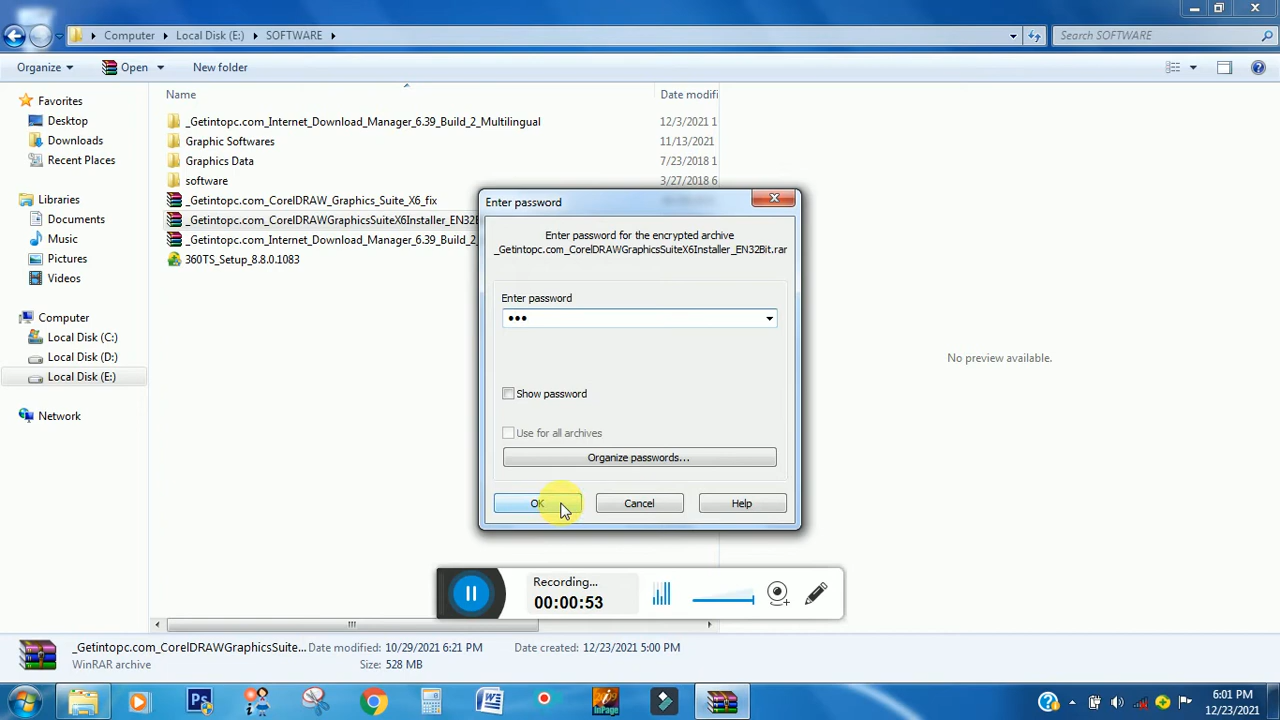 Computer
Local Disk (E:)
SOFTWARE
Search SOFTWARE
Organize
Open
New folder
Favorites
Desktop
Downloads
Recent Places
Libraries
Documents
Music
Pictures
Videos
Computer
Local Disk (C:)
Local Disk (D:)
Local Disk (E:)
Network
Name
Date modifi
_Getintopc.com_Internet_Download_Manager_6.39_Build_2_Multilingual
12/3/2021 1
Graphic Softwares
11/13/2021
Graphics Data
7/23/2018 1
software
3/27/2018 6
_Getintopc.com_CorelDRAW_Graphics_Suite_X6_fix
_Getintopc.com_CorelDRAWGraphicsSuiteX6Installer_EN32B
_Getintopc.com_Internet_Download_Manager_6.39_Build_2_
360TS_Setup_8.8.0.1083
Enter password
Enter password for the encrypted archive
_Getintopc.com_CorelDRAWGraphicsSuiteX6Installer_EN32Bit.rar
Enter password
•••
Show password
Use for all archives
Organize passwords...
OK
Cancel
Help
No preview available.
Recording...
00:00:53
_Getintopc.com_CorelDRAWGraphicsSuite...
Date modified: 10/29/2021 6:21 PM
Date created: 12/23/2021 5:00 PM
WinRAR archive
Size: 528 MB
Ps
W
InPage
6:01 PM
12/23/2021